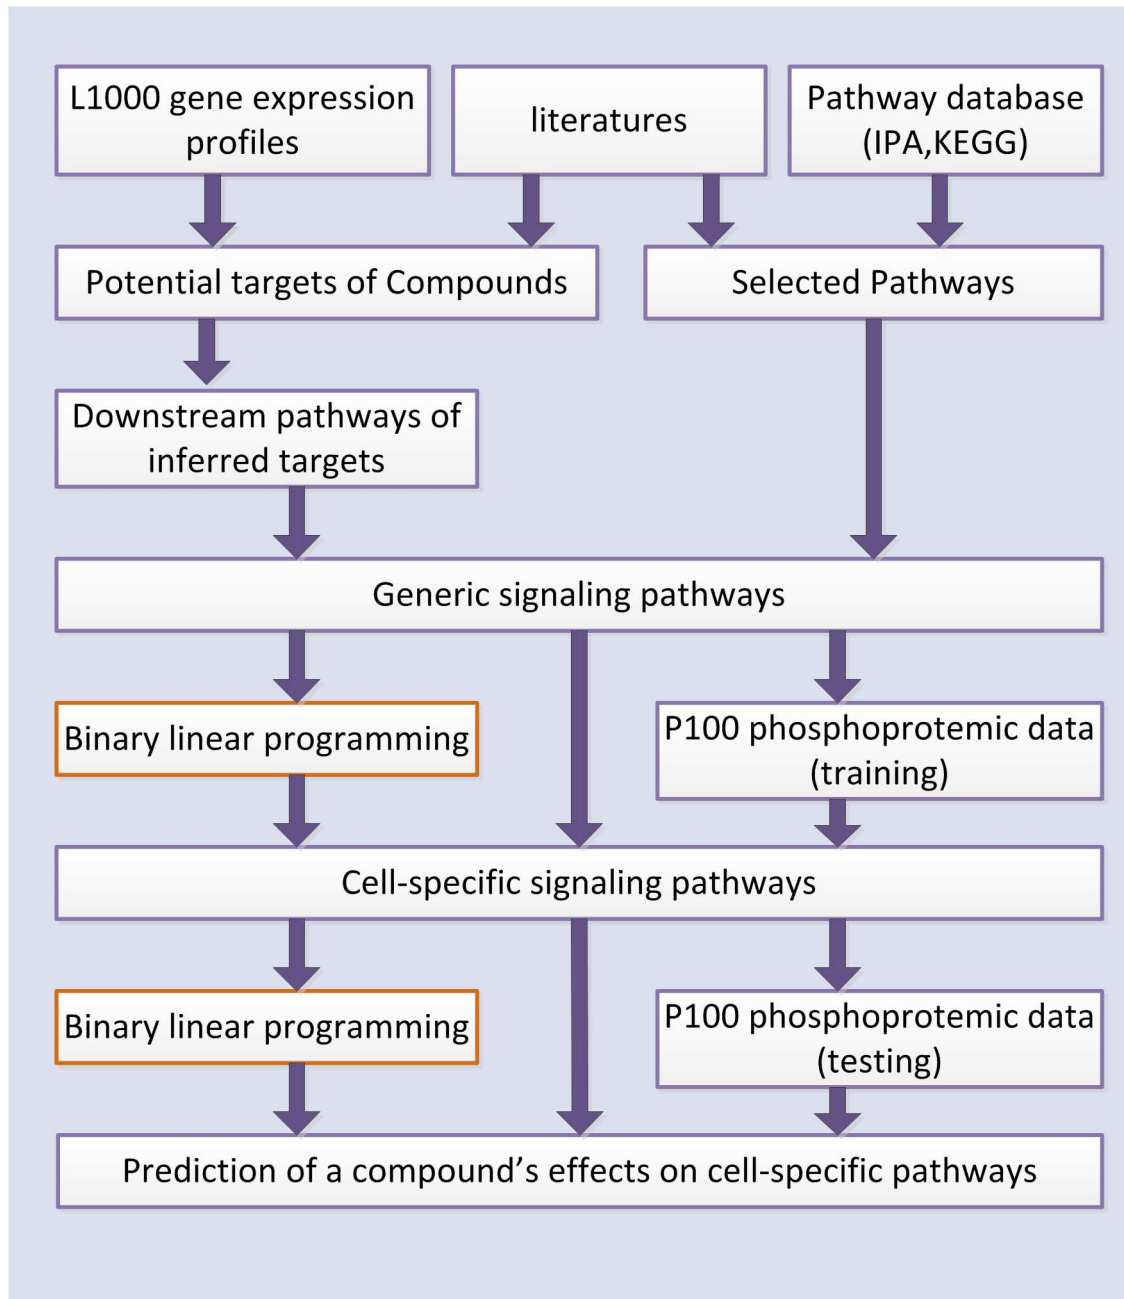 L1000 gene expression
profiles
literatures
Pathway database
(IPA,KEGG)
Potential targets of Compounds
Selected Pathways
Downstream pathways of
inferred targets
Generic signaling pathways
Binary linear programming
P100 phosphoprotemic data
(training)
Cell-specific signaling pathways
Binary linear programming
P100 phosphoprotemic data
(testing)
Prediction of a compound’s effects on cell-specific pathways